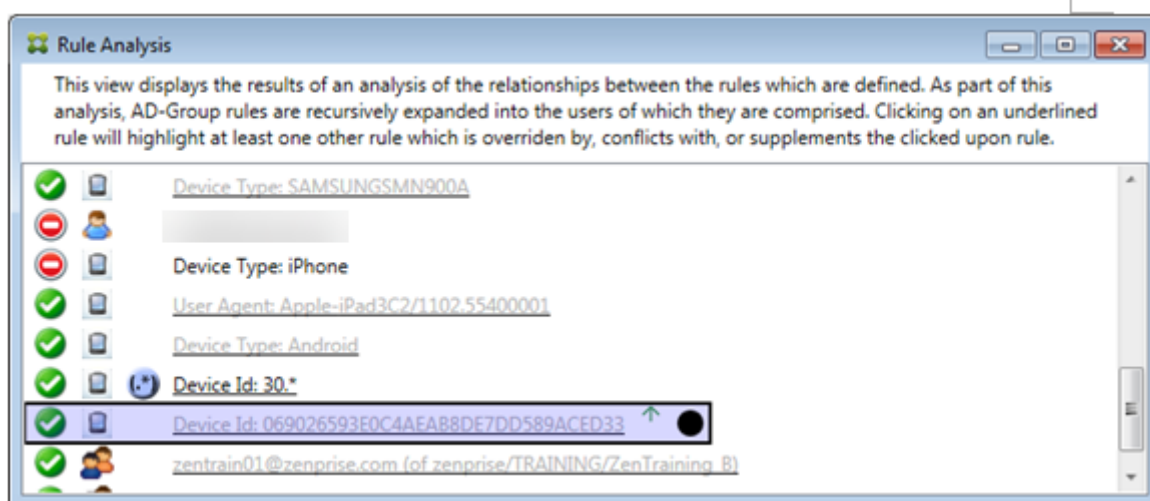 Rule Analysis
This view displays the results of an analysis of the relationships between the rules which are defined. As part of this
analysis, AD-Group rules are recursively expanded into the users of which they are comprised. Clicking on an underlined
rule will highlight at least one other rule which is overriden by, conflicts with, or supplements the clicked upon rule.
Device Type: SAMSUNGSMN900A
Device Type: iPhone
User Agent: Apple-iPad3C2/1102.55400001
Device Type: Android
(.*) Device Id: 30.*
Device Id: 069026593E0C4AEAB8DE7DD589ACED33
zentrain01@zenprise.com (of zenprise/TRAINING/ZenTraining_B)